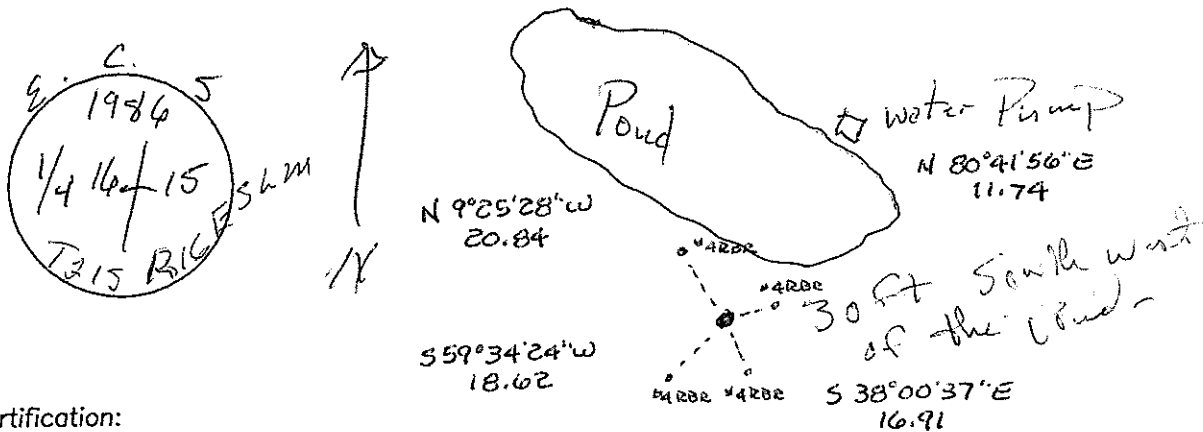 E. C. S
1986
1/4 16 15
T21S R16E SLM
N
Pond
Water Pump
N 80°41'56"E
11.74
N 9°25'28"W
20.84
#4RBR
#4RBR
30 ft South west
of the
S 59°34'24"W
18.62
#4RBR #4RBR
S 38°00'37"E
16.91
rtification: